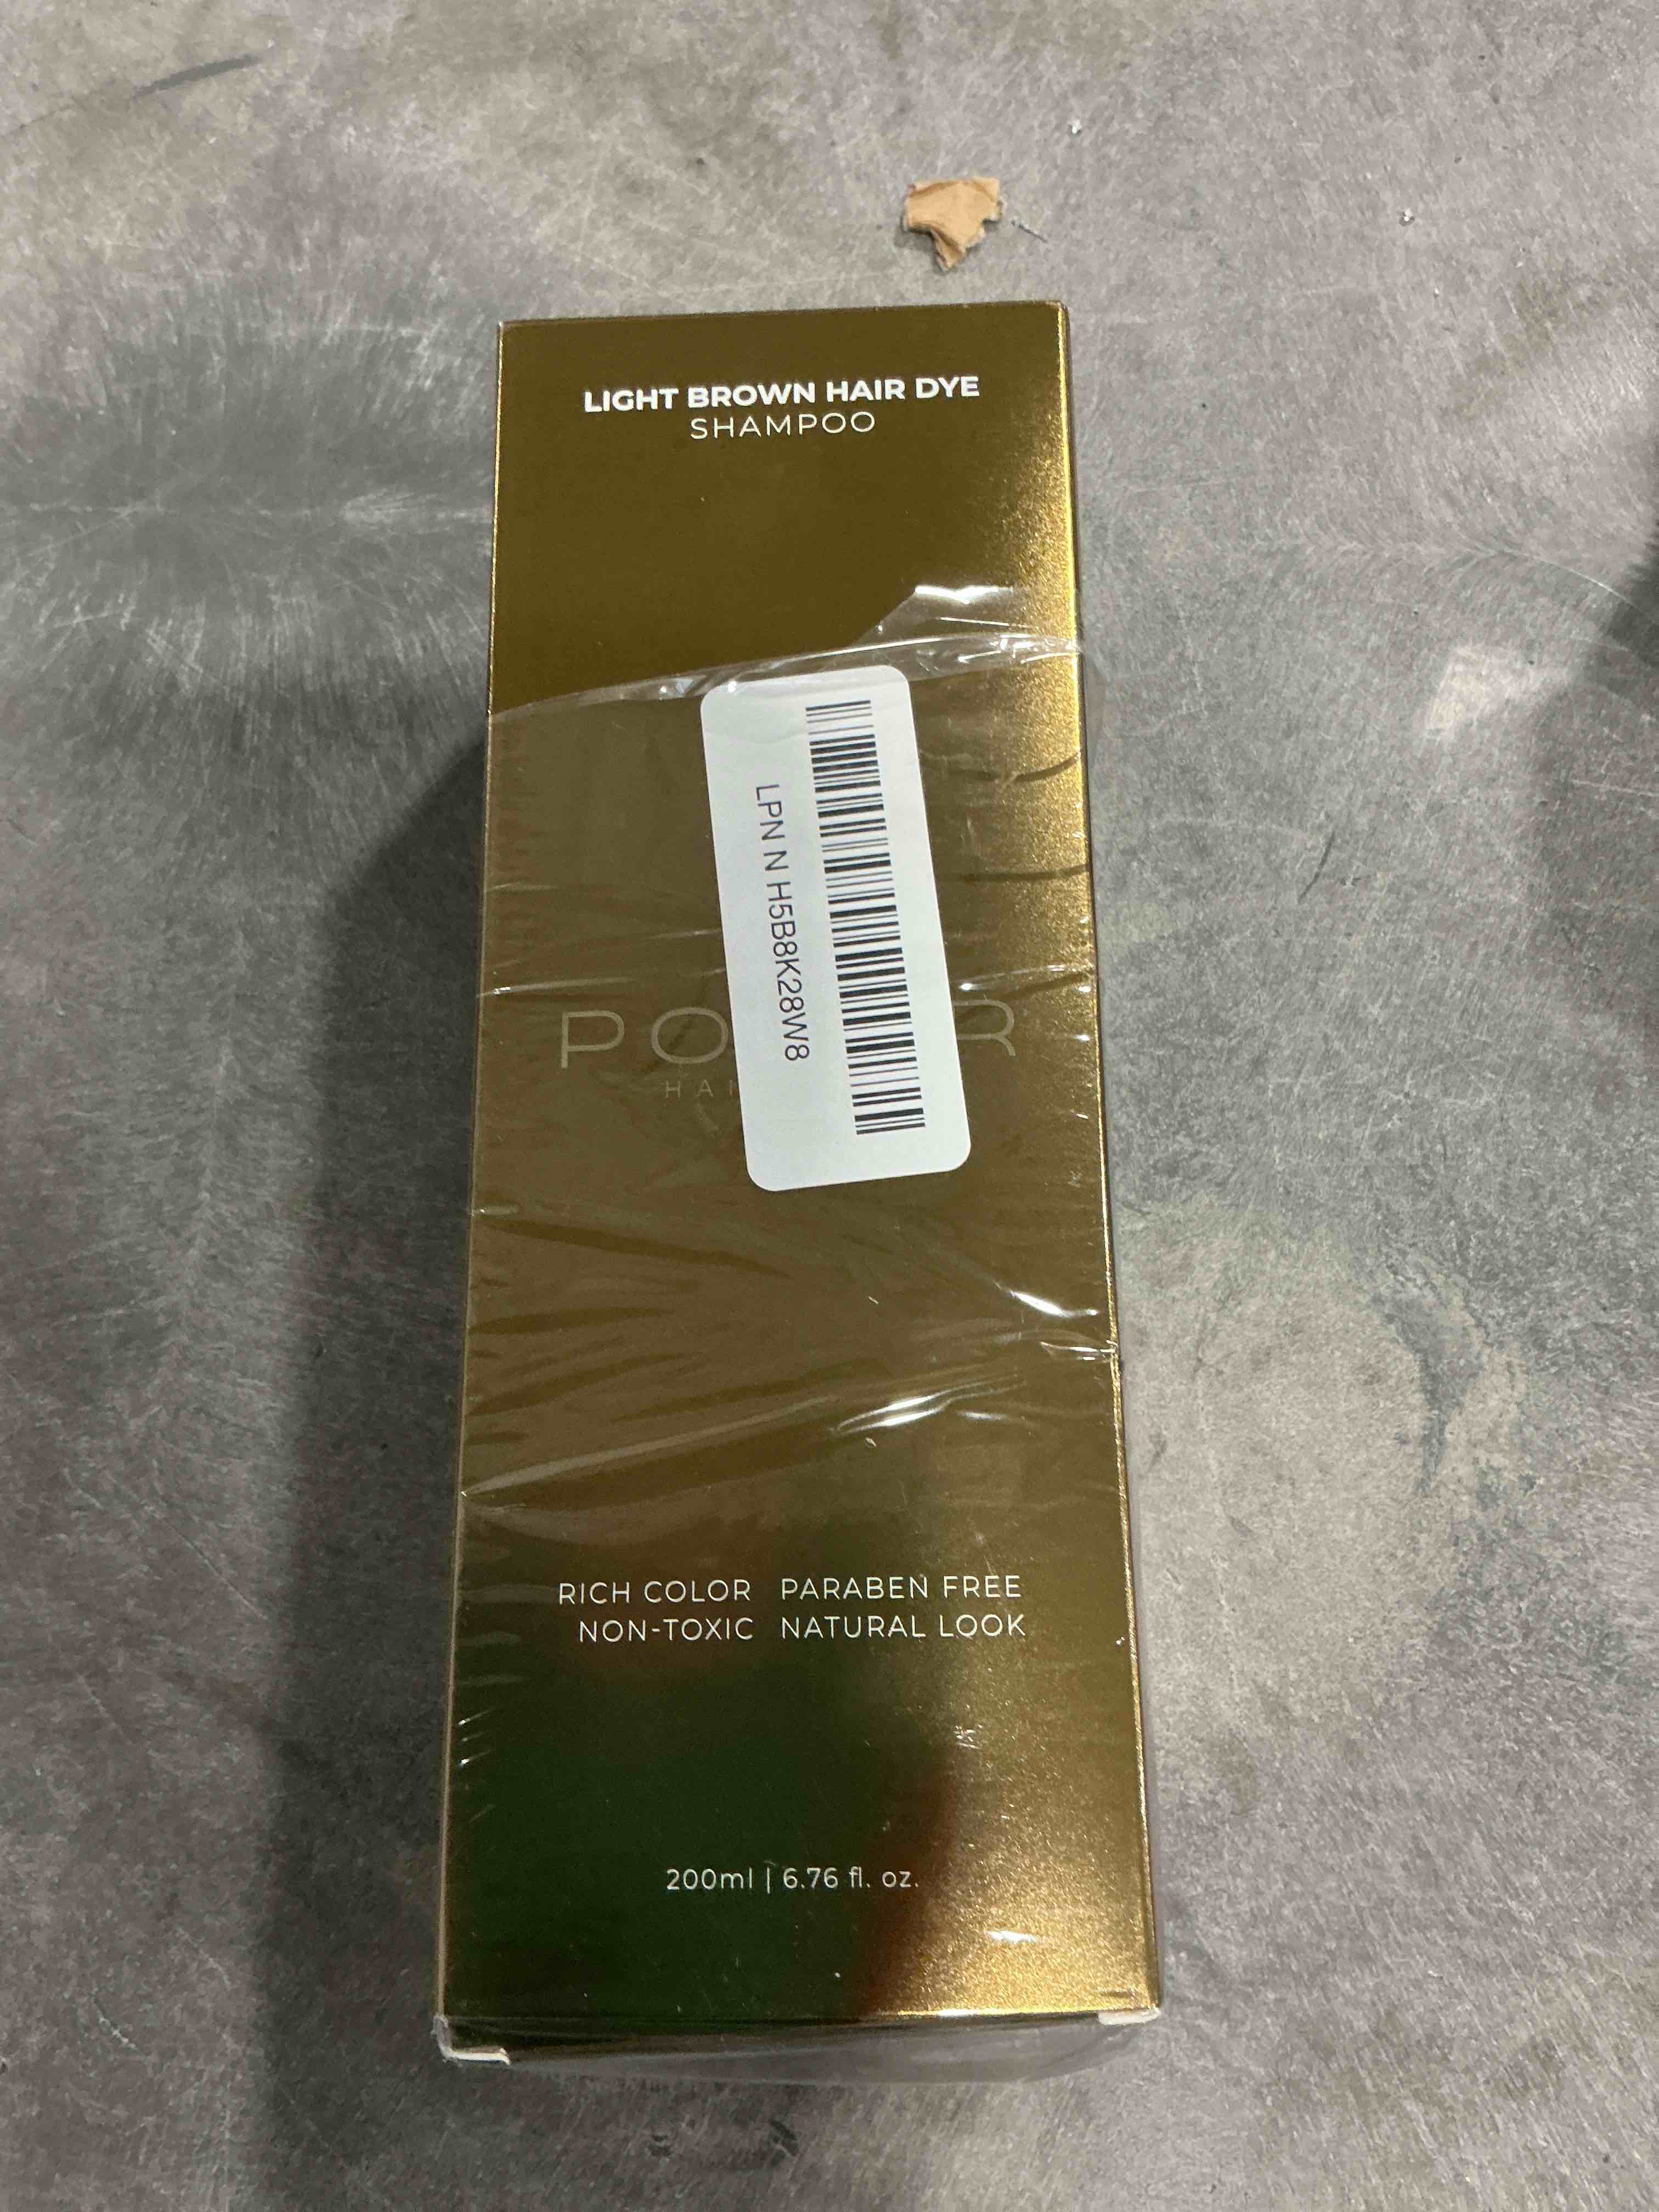 LIGHT BROWN HAIR DYE
SHAMPOO
LPN N H5B8K28W8
RICH COLOR PARABEN FREE
NON-TOXIC NATURAL LOOK
200ml | 6.76 fl. oz.